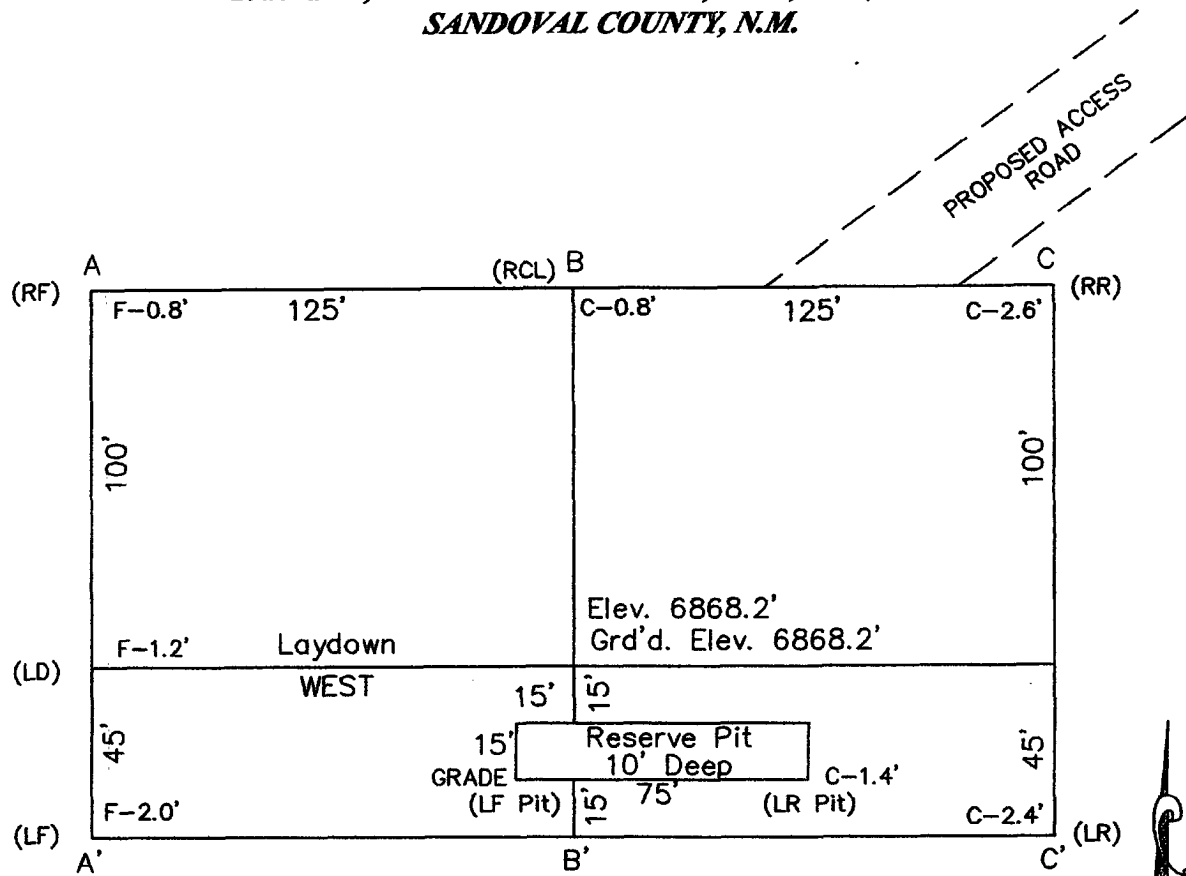 SANDOVAL COUNTY, N.M.
PROPOSED ACCESS
ROAD
A
(RCL) B
C
(RF)
(RR)
F-0.8'
125'
C-0.8'
125'
C-2.6'
100'
100'
Elev. 6868.2'
F-1.2'
Laydown
Grd'd. Elev. 6868.2'
(LD)
WEST
15'
15'
45'
15'
Reserve Pit
10' Deep
45'
GRADE
C-1.4'
(LF Pit)
75'
(LR Pit)
F-2.0'
15'
C-2.4'
(LF)
(LR)
A'
B'
C'